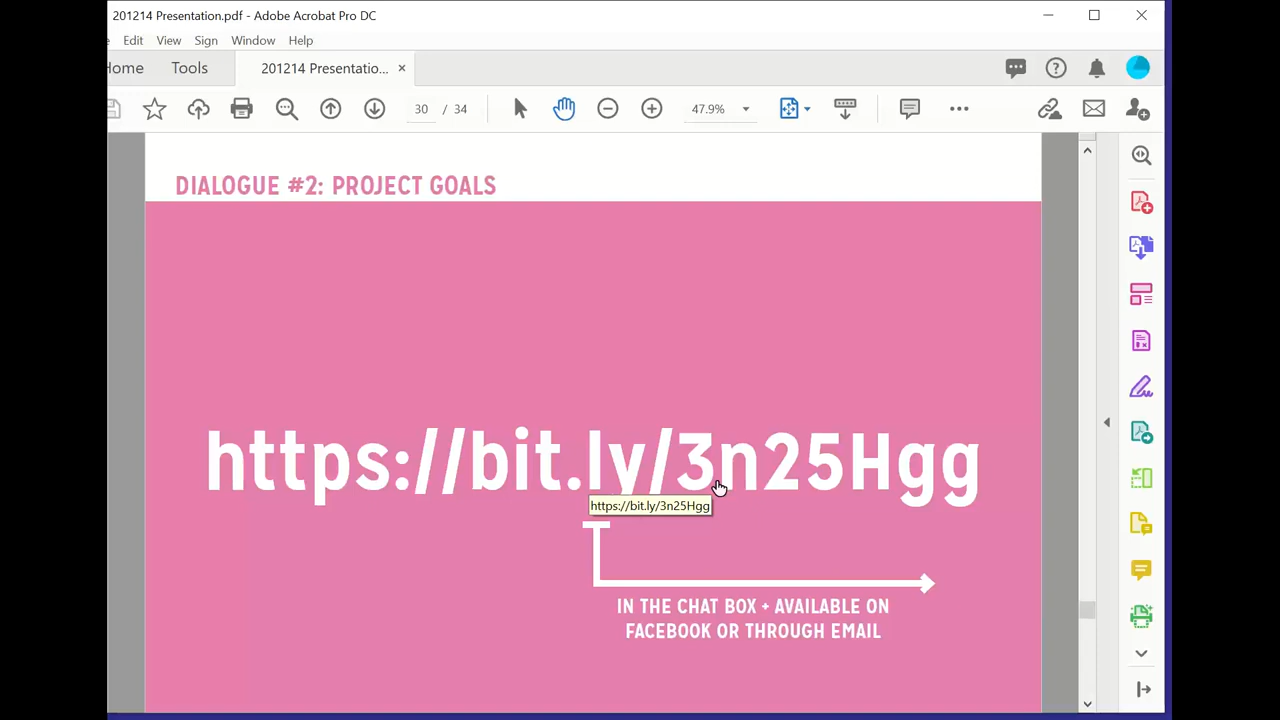 201214 Presentation.pdf - Adobe Acrobat Pro DC
Edit View Sign Window Help
Home Tools 201214 Presentatio... ×
30 / 34 47.9%
DIALOGUE #2: PROJECT GOALS
https://bit.ly/3n25Hgg
https://bit.ly/3n25Hgg
IN THE CHAT BOX + AVAILABLE ON
FACEBOOK OR THROUGH EMAIL